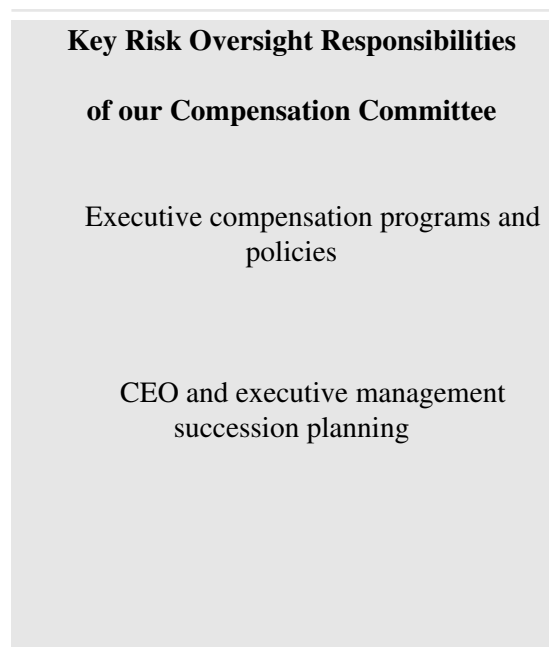 Key Risk Oversight Responsibilities
of our Compensation Committee
Executive compensation programs and
policies
CEO and executive management
succession planning